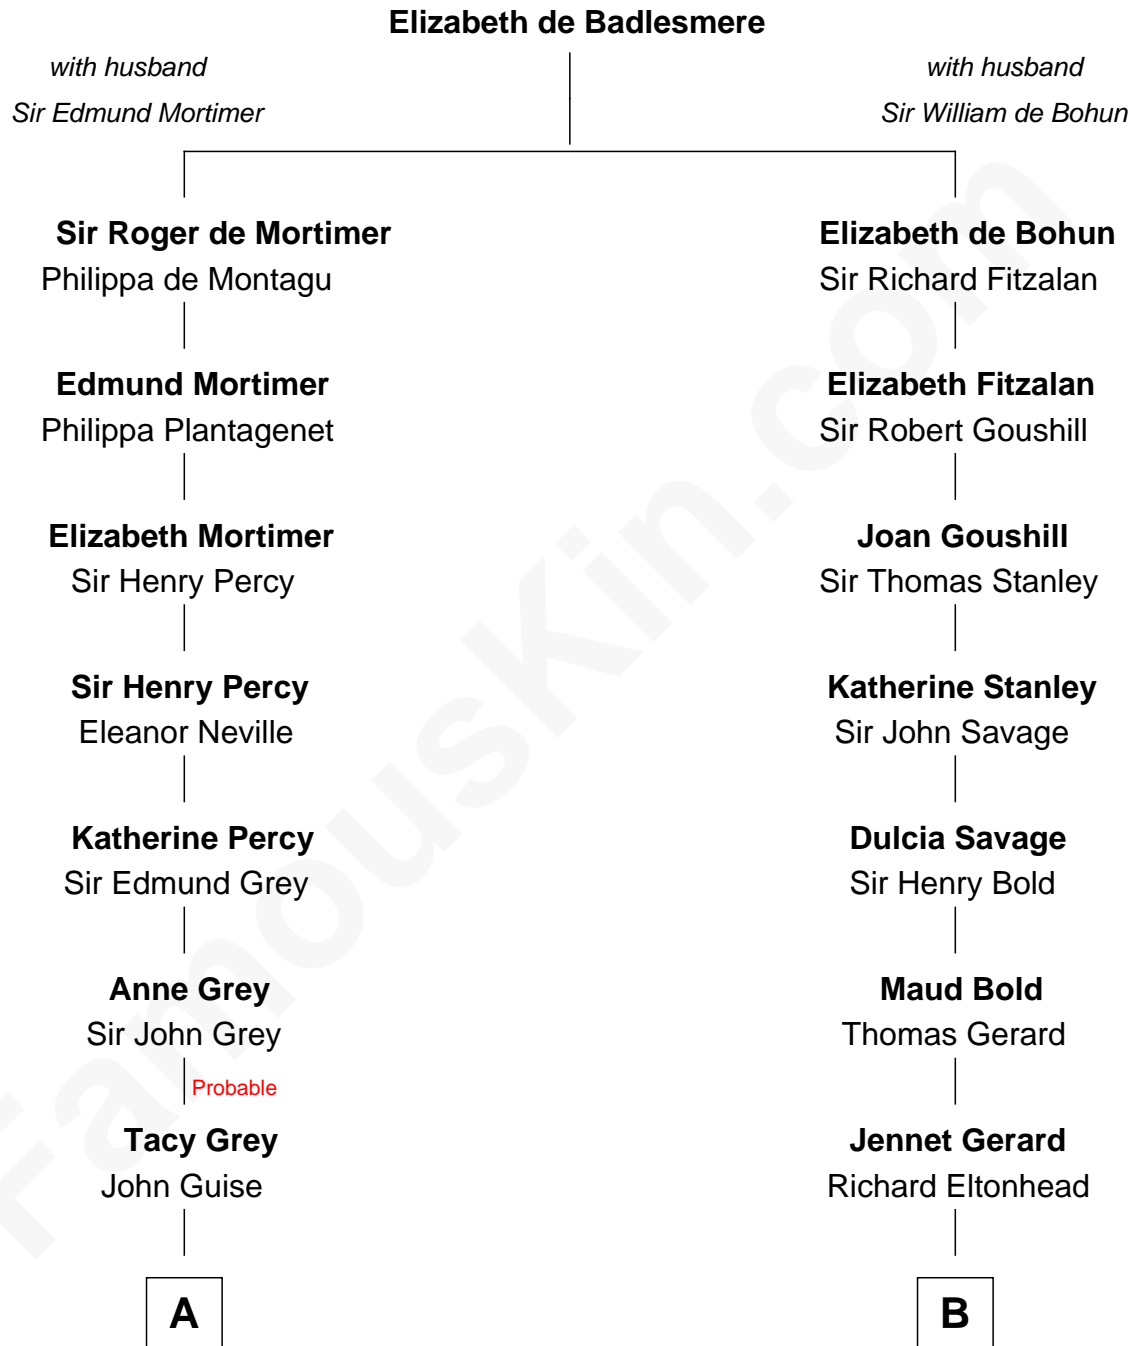 Elizabeth de Badlesmere
with husband
Sir Edmund Mortimer
with husband
Sir William de Bohun
Sir Roger de Mortimer
Philippa de Montagu
Edmund Mortimer
Philippa Plantagenet
Elizabeth Mortimer
Sir Henry Percy
Sir Henry Percy
Eleanor Neville
Katherine Percy
Sir Edmund Grey
Anne Grey
Sir John Grey
Probable
Tacy Grey
John Guise
A
Elizabeth de Bohun
Sir Richard Fitzalan
Elizabeth Fitzalan
Sir Robert Goushill
Joan Goushill
Sir Thomas Stanley
Katherine Stanley
Sir John Savage
Dulcia Savage
Sir Henry Bold
Maud Bold
Thomas Gerard
Jennet Gerard
Richard Eltonhead
B
FamousKin.com